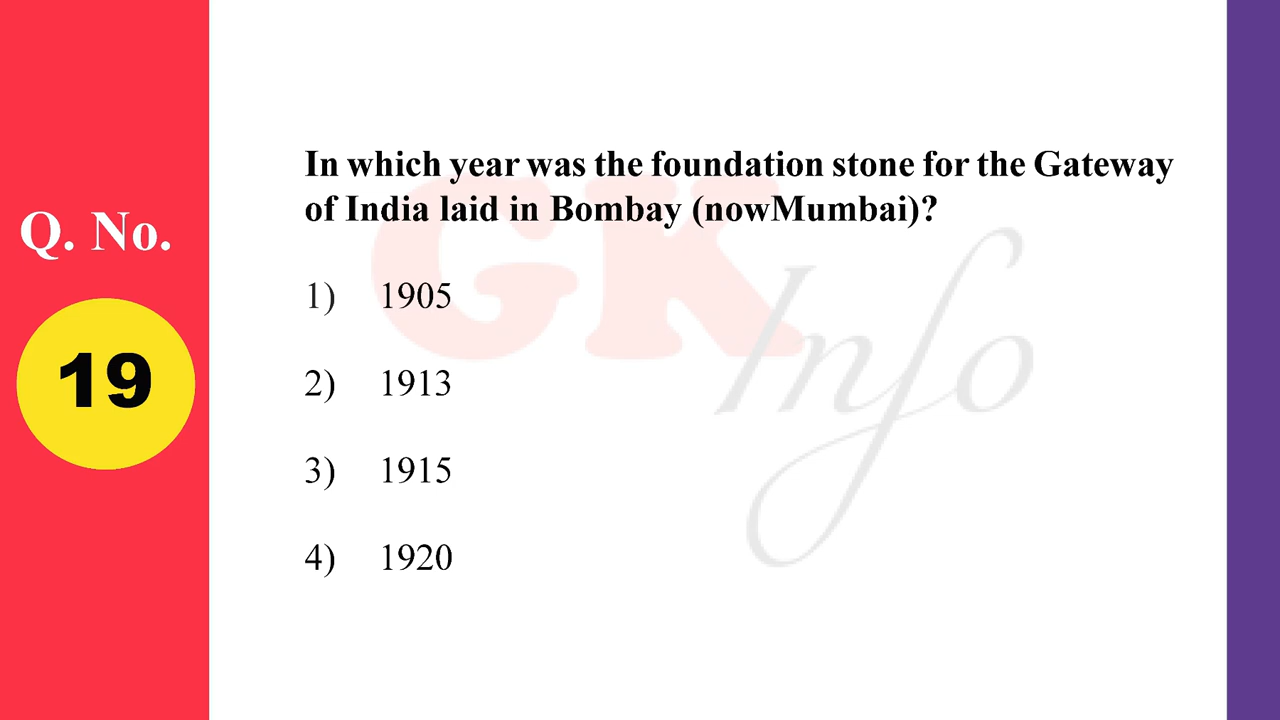 Q. No.
19
In which year was the foundation stone for the Gateway
of India laid in Bombay (nowMumbai)?
1) 1905
2) 1913
3) 1915
4) 1920
GK
Info